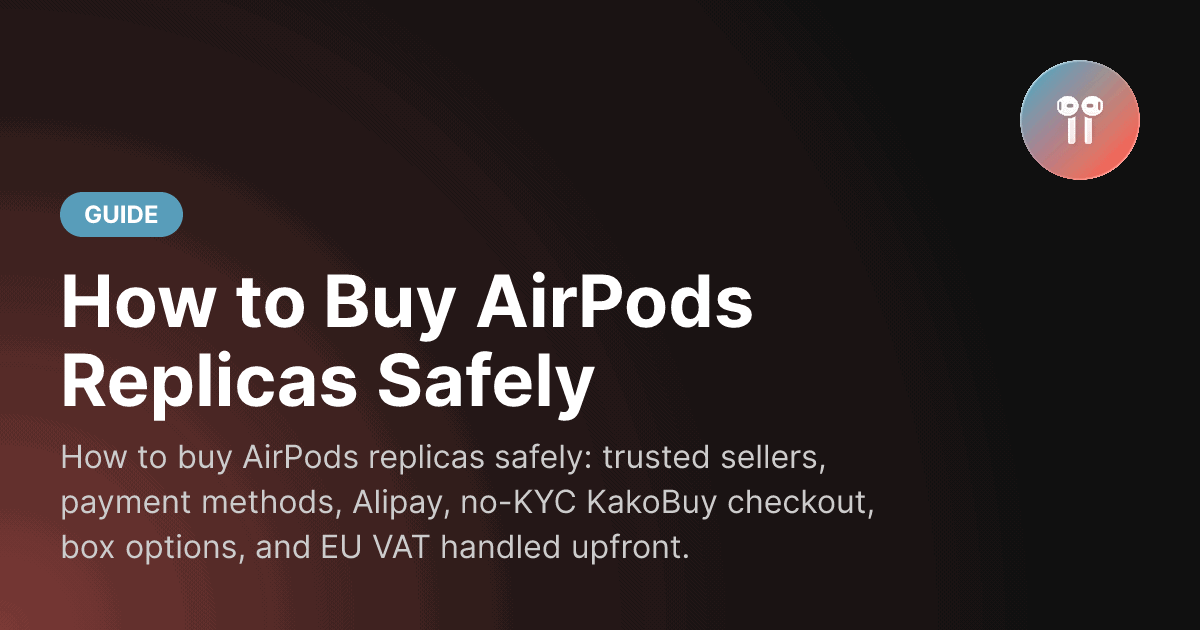 GUIDE
How to Buy AirPods
Replicas Safely
How to buy AirPods replicas safely: trusted sellers,
payment methods, Alipay, no-KYC KakoBuy checkout,
box options, and EU VAT handled upfront.